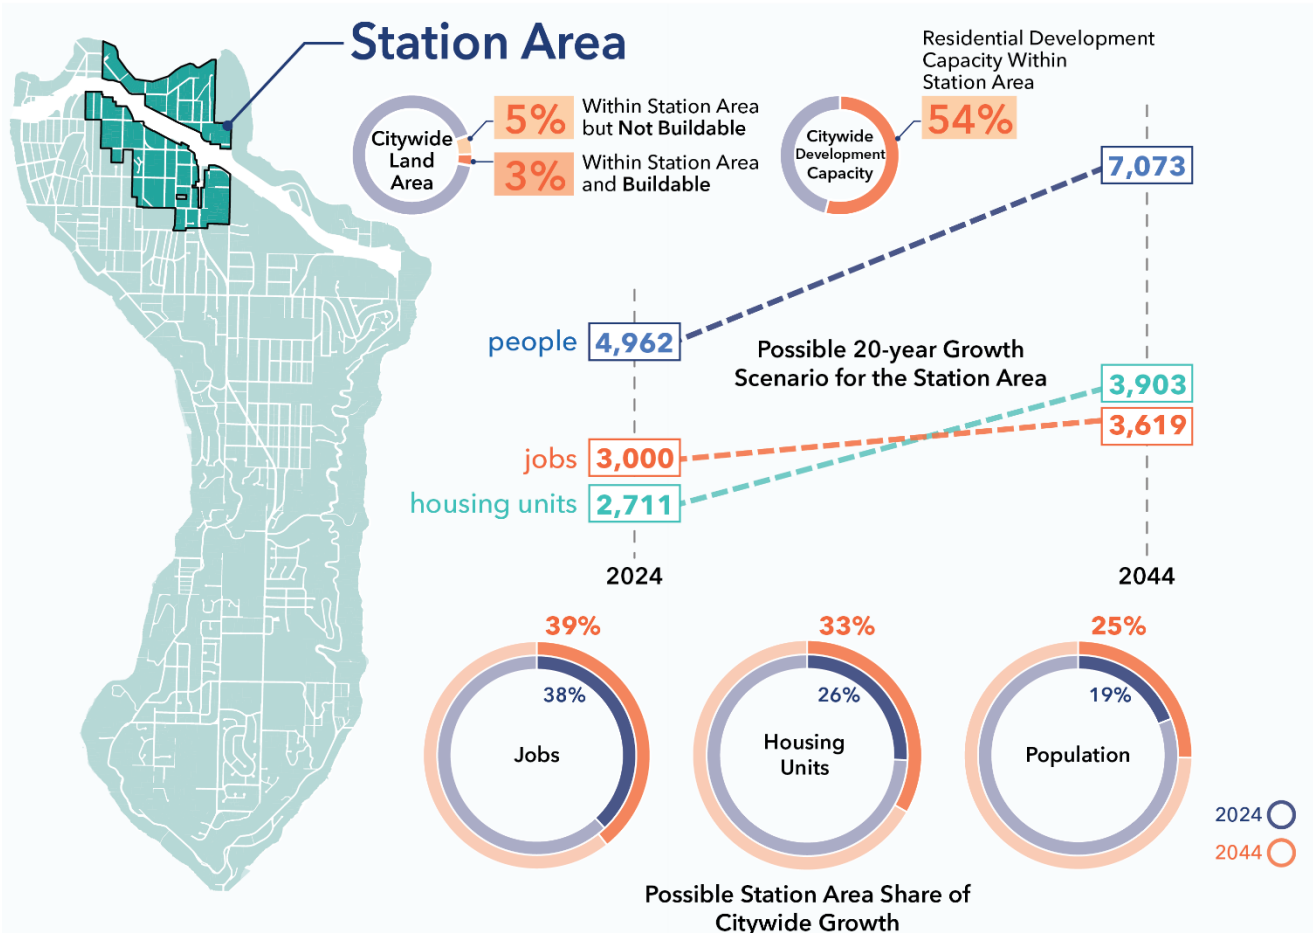 Station Area
Residential Development
Capacity Within
Station Area
54%
Citywide
Land
Area
5%
Within Station Area
but Not Buildable
3%
Within Station Area
and Buildable
Citywide
Development
Capacity
7,073
people
4,962
Possible 20-year Growth
Scenario for the Station Area
3,903
3,619
jobs
3,000
housing units
2,711
2024
2044
39%
38%
Jobs
33%
26%
Housing
Units
25%
19%
Population
2024
2044
Possible Station Area Share of
Citywide Growth